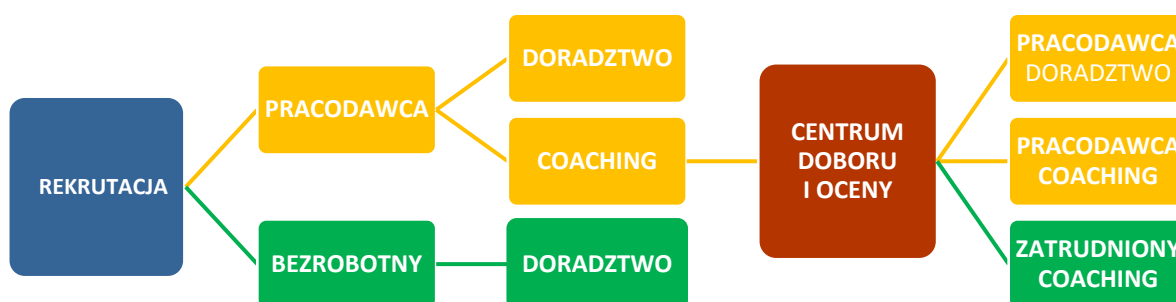 REKRUTACJA
PRACODAWCA
BEZROBOTNY
DORADZTWO
COACHING
DORADZTWO
CENTRUM
DOBORU
I OCENY
PRACODAWCA
DORADZTWO
PRACODAWCA
COACHING
ZATRUDNIONY
COACHING